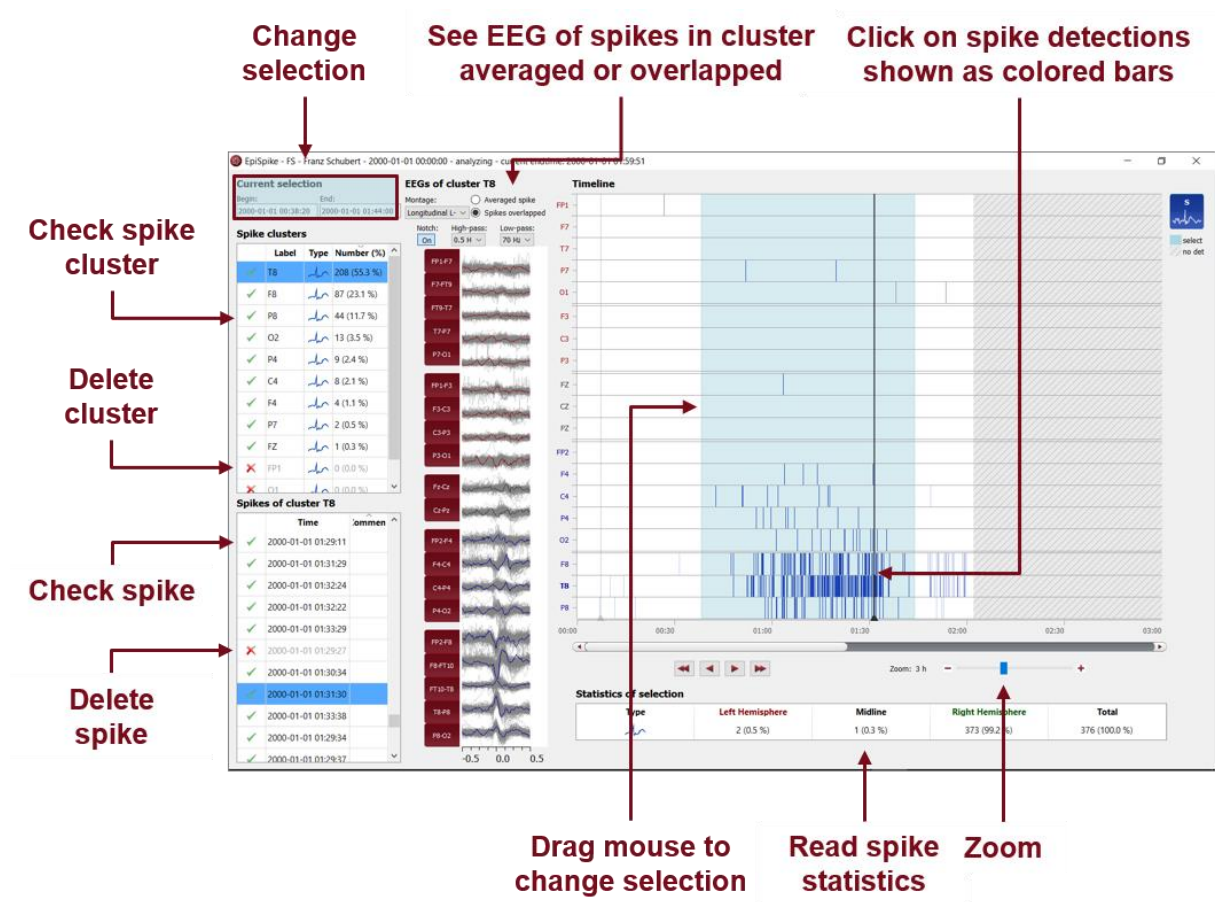 Change
selection
See EEG of spikes in cluster
averaged or overlapped
Click on spike detections
shown as colored bars
EpiSpike - FS - Franz Schubert - 2000-01-01 00:00:00 - analyzing - current endtime: 2000-01-01 01:59:51
Current selection
Begin:
End:
2000-01-01 00:38:20
2000-01-01 01:44:00
EEGs of cluster T8
Montage:
Averaged spike
Longitudinal L-
Spikes overlapped
Notch:
High-pass:
Low-pass:
On
0.5 H
70 Hz
Timeline
s
select
no det
Check spike
cluster
Delete
cluster
Check spike
Delete
spike
Spike clusters
Label Type Number (%)
T8 208 (55.3 %)
F8 87 (23.1 %)
P8 44 (11.7 %)
O2 13 (3.5 %)
P4 9 (2.4 %)
C4 8 (2.1 %)
F4 4 (1.1 %)
P7 2 (0.5 %)
FZ 1 (0.3 %)
FP1 0 (0.0 %)
O1 0 (0.0 %)
Spikes of cluster T8
Time
2000-01-01 01:29:11
2000-01-01 01:31:29
2000-01-01 01:32:24
2000-01-01 01:32:22
2000-01-01 01:33:29
2000-01-01 01:29:27
2000-01-01 01:30:34
2000-01-01 01:31:30
2000-01-01 01:33:38
2000-01-01 01:29:34
2000-01-01 01:29:37
FP1-F7
F7-FT9
FT9-T7
T7-P7
P7-O1
FP1-F3
F3-C3
C3-P3
P3-O1
Fz-Cz
Cz-Pz
FP2-F4
F4-C4
C4-P4
P4-O2
FP2-F8
F8-FT10
FT10-T8
T8-P8
P8-O2
-0.5 0.0 0.5
FP1
F7
T7
P7
O1
F3
C3
P3
FZ
CZ
PZ
FP2
F4
C4
P4
O2
F8
T8
P8
00:00 00:30 01:00 01:30 02:00 02:30 03:00
Zoom: 3 h
Statistics of selection
Type Left Hemisphere Midline Right Hemisphere Total
2 (0.5 %) 1 (0.3 %) 373 (99.2 %) 376 (100.0 %)
Drag mouse to
change selection
Read spike
statistics
Zoom